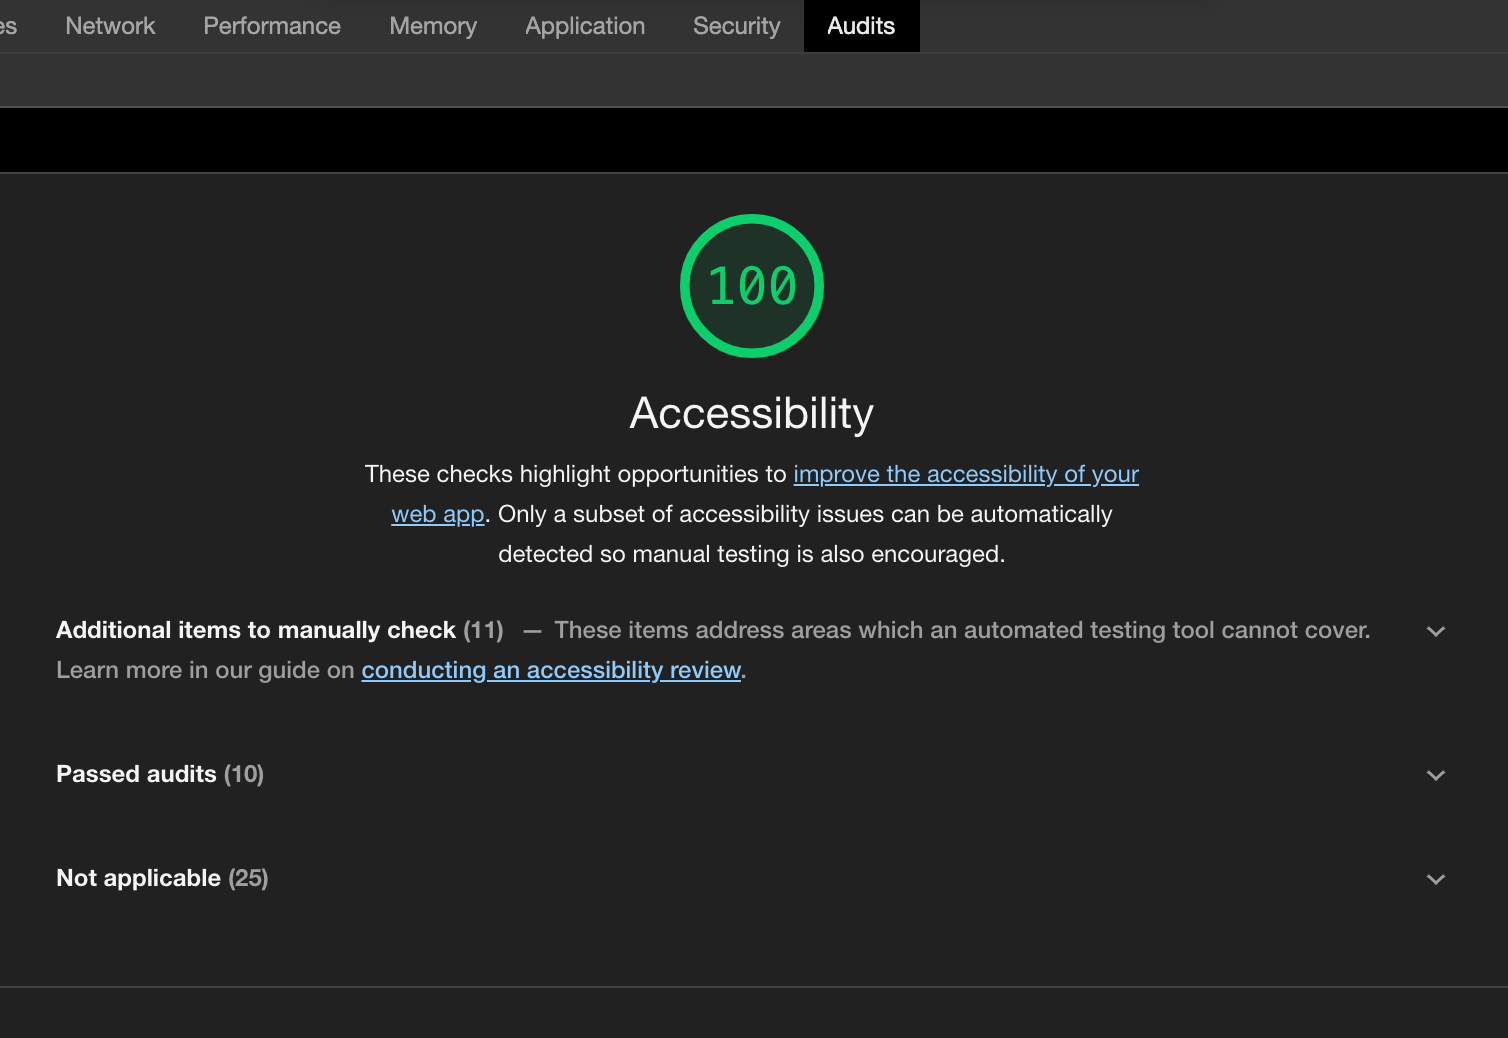 es Network Performance Memory Application Security Audits
100
Accessibility
These checks highlight opportunities to improve the accessibility of your
web app. Only a subset of accessibility issues can be automatically
detected so manual testing is also encouraged.
Additional items to manually check (11) — These items address areas which an automated testing tool cannot cover.
Learn more in our guide on conducting an accessibility review.
Passed audits (10)
Not applicable (25)